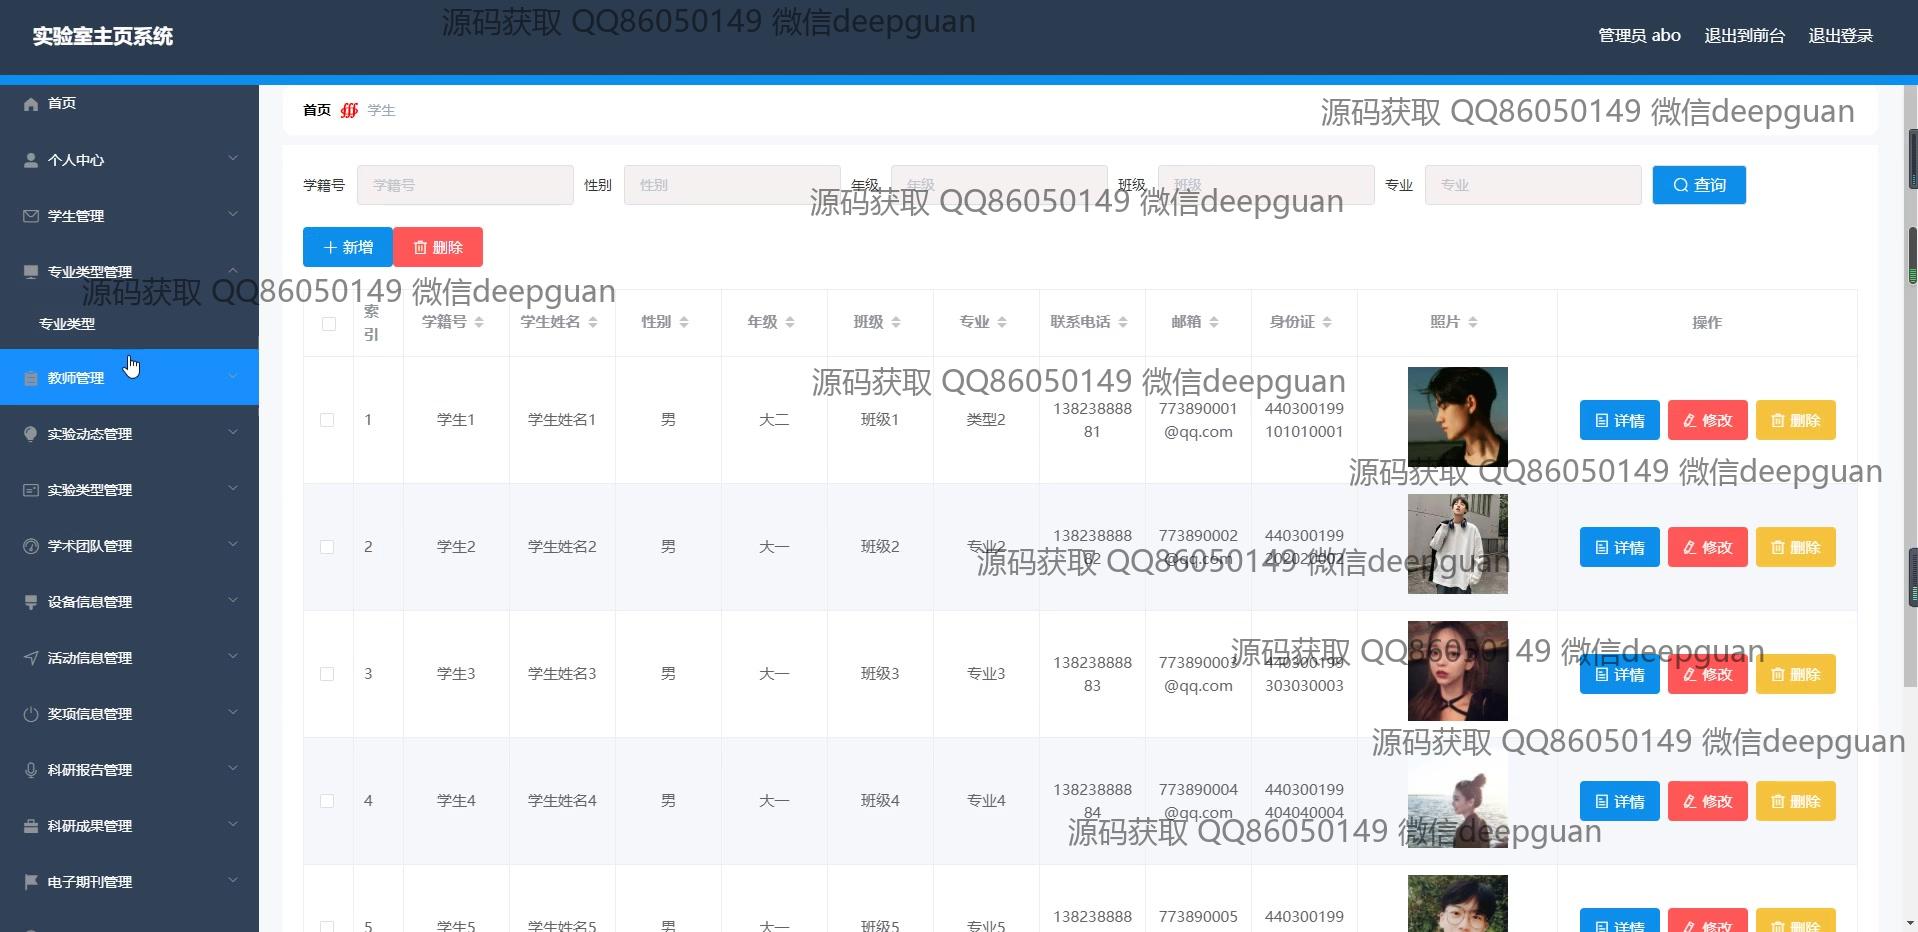 实验室主页系统
源码获取 QQ86050149 微信deepguan
管理员 abo 退出到前台 退出登录
首页
个人中心
学生管理
专业类型管理
专业类型
教师管理
实验动态管理
实验类型管理
学术团队管理
设备信息管理
活动信息管理
奖项信息管理
科研报告管理
科研成果管理
电子期刊管理
首页 学生
源码获取 QQ86050149 微信deepguan
学籍号 学籍号 性别 性别 年级 年级 班级 班级 专业 专业 查询
源码获取 QQ86050149 微信deepguan
新增 删除
源码获取 QQ86050149 微信deepguan
索引 学籍号 学生姓名 性别 年级 班级 专业 联系电话 邮箱 身份证 照片 操作
源码获取 QQ86050149 微信deepguan
1 学生1 学生姓名1 男 大二 班级1 类型2 13823888881 773890001@qq.com 440300199101010001 详情 修改 删除
源码获取 QQ86050149 微信deepguan
2 学生2 学生姓名2 男 大一 班级2 专业2 13823888882 773890002@qq.com 440300199202020002 详情 修改 删除
源码获取 QQ86050149 微信deepguan
源码获取 QQ86050149 微信deepguan
3 学生3 学生姓名3 男 大一 班级3 专业3 13823888883 773890003@qq.com 440300199303030003 详情 修改 删除
源码获取 QQ86050149 微信deepguan
4 学生4 学生姓名4 男 大一 班级4 专业4 13823888884 773890004@qq.com 440300199404040004 详情 修改 删除
源码获取 QQ86050149 微信deepguan
5 学生5 学生姓名5 男 大一 班级5 专业5 138238888 773890005 440300199 详情 修改 删除